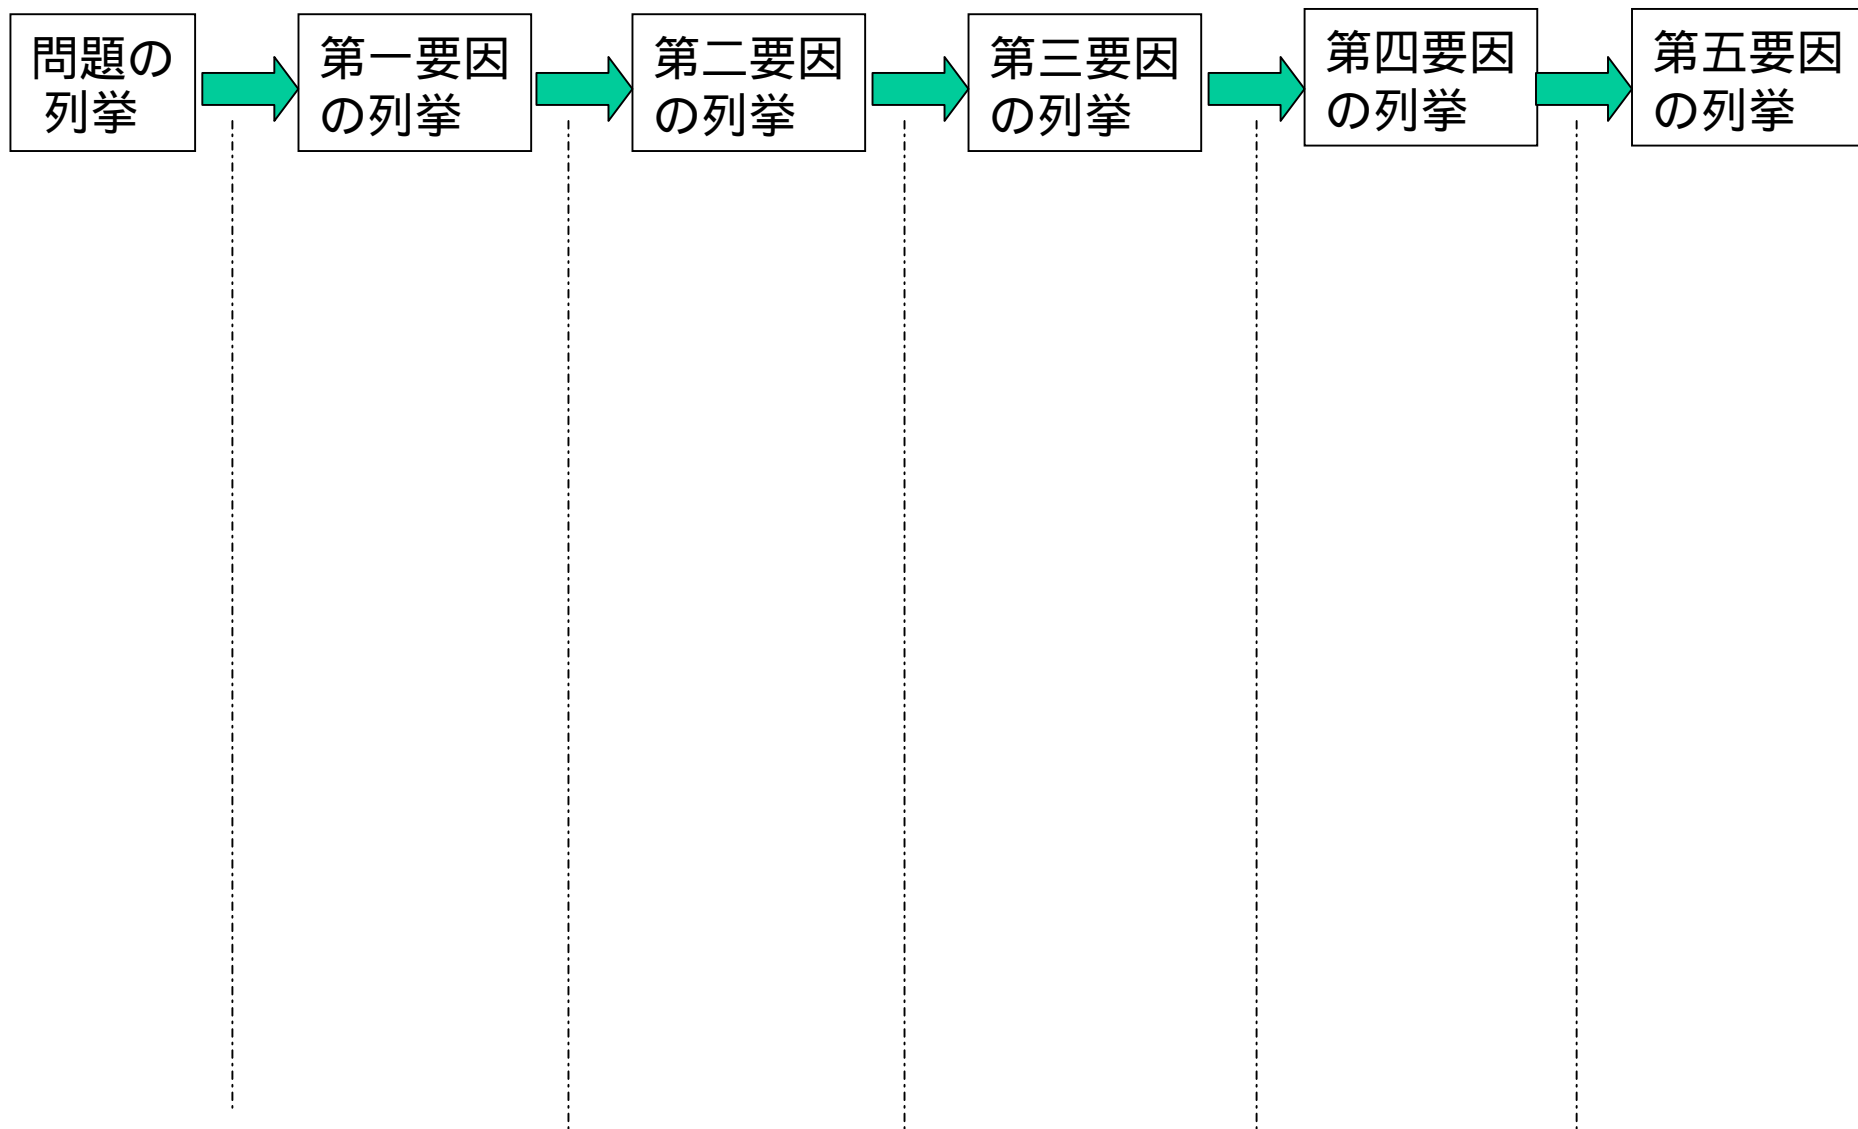 問題の
列挙
第一要因
の列挙
第二要因
の列挙
第三要因
の列挙
第四要因
の列挙
第五要因
の列挙